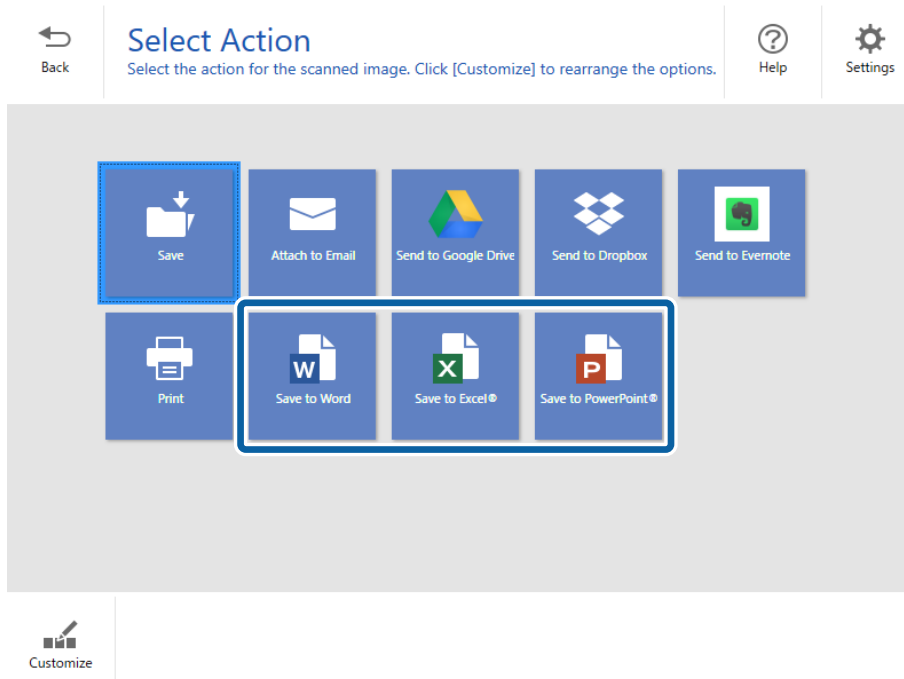 Back
Select Action
Select the action for the scanned image. Click [Customize] to rearrange the options.
Help
Settings
Save
Attach to Email
Send to Google Drive
Send to Dropbox
Send to Evernote
Print
W
Save to Word
X
Save to Excel®
P
Save to PowerPoint®
Customize